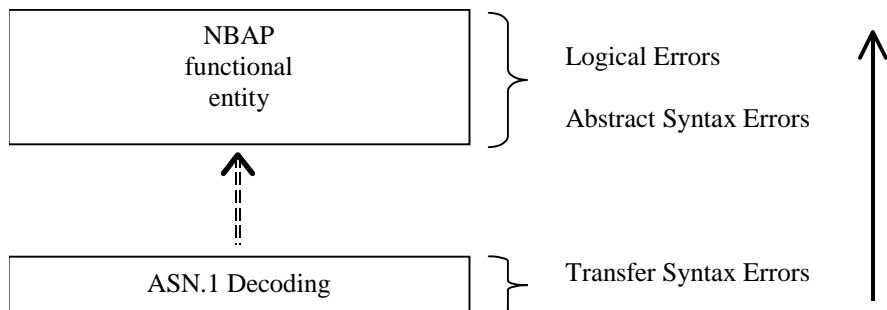 NBAP
functional
entity
Logical Errors
Abstract Syntax Errors
ASN.1 Decoding
Transfer Syntax Errors